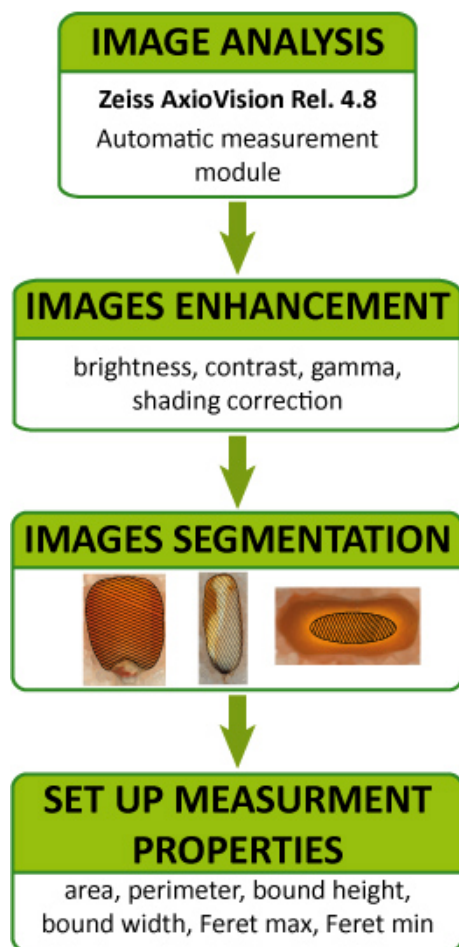 IMAGE ANALYSIS
Zeiss AxioVision Rel. 4.8
Automatic measurement
module
IMAGES ENHANCEMENT
brightness, contrast, gamma,
shading correction
IMAGES SEGMENTATION
SET UP MEASURMENT
PROPERTIES
area, perimeter, bound height,
bound width, Feret max, Feret min